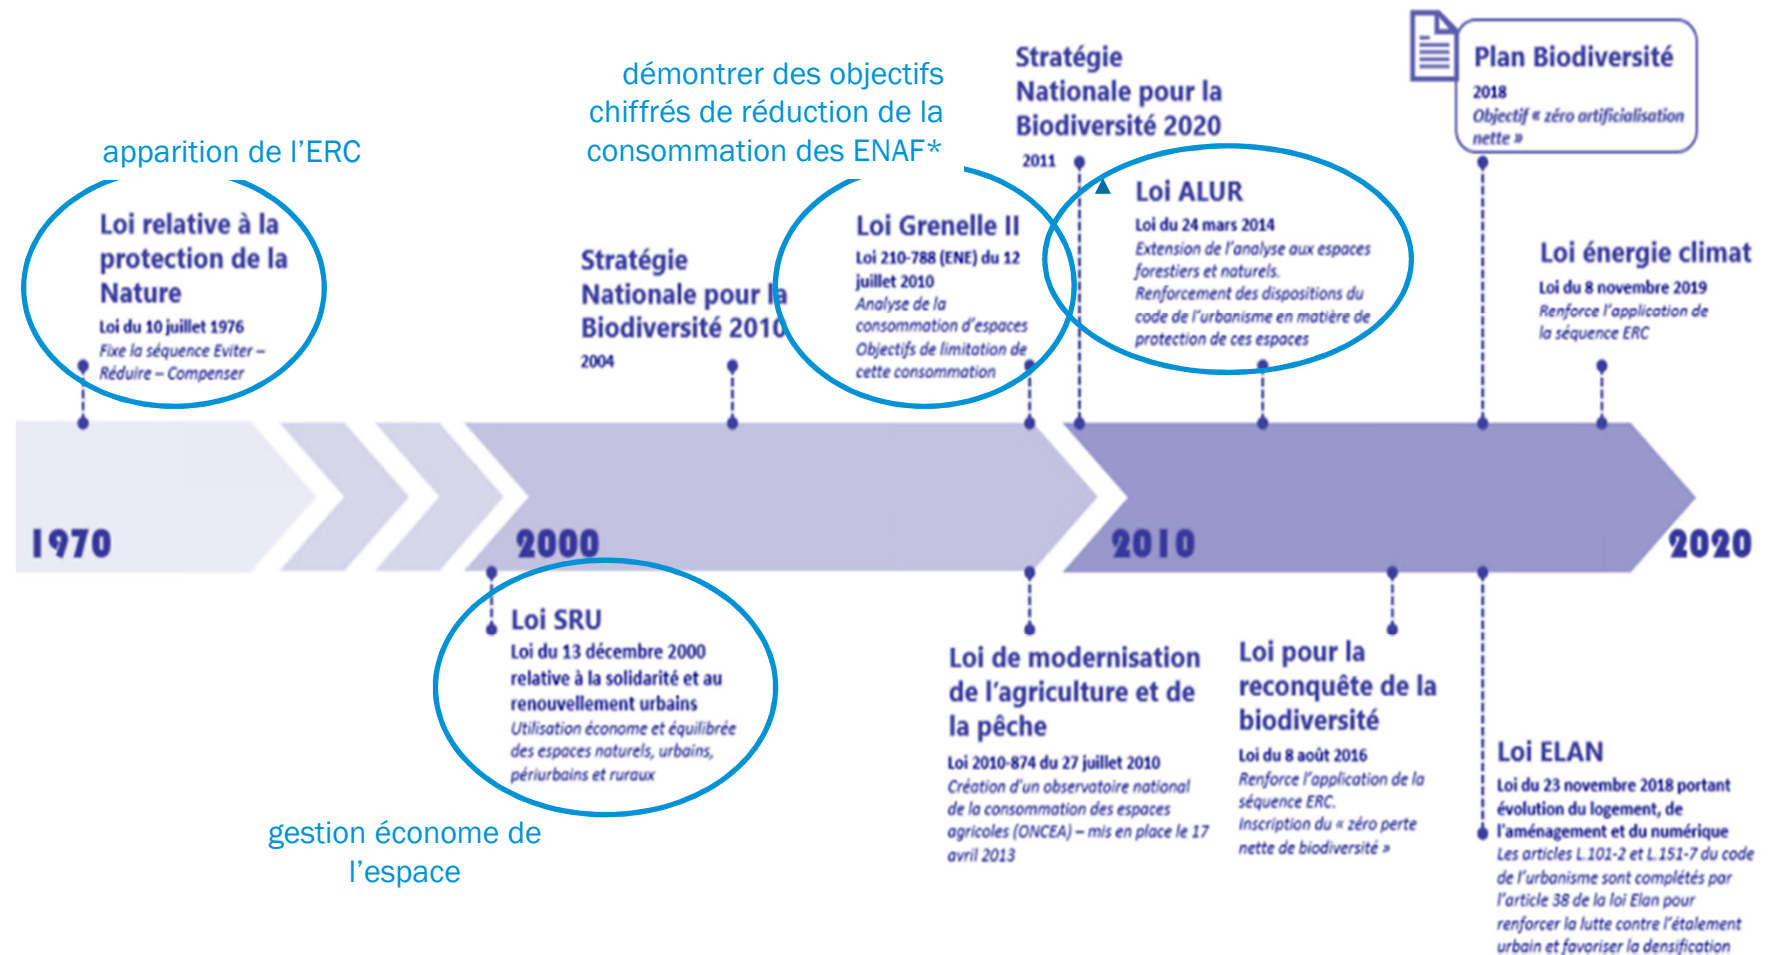 apparition de l’ERC
Loi relative à la
protection de la
Nature
Loi du 10 juillet 1976
Fixe la séquence Eviter –
Réduire – Compenser
Stratégie
Nationale pour la
Biodiversité 2010
2004
démontrer des objectifs
chiffrés de réduction de la
consommation des ENAF*
Loi Grenelle II
Loi 210-788 (ENE) du 12
juillet 2010
Analyse de la
consommation d’espaces
Objectifs de limitation de
cette consommation
Stratégie
Nationale pour la
Biodiversité 2020
2011
Loi ALUR
Loi du 24 mars 2014
Extension de l’analyse aux espaces
forestiers et naturels.
Renforcement des dispositions du
code de l’urbanisme en matière de
protection de ces espaces
Plan Biodiversité
2018
Objectif « zéro artificialisation
nette »
Loi énergie climat
Loi du 8 novembre 2019
Renforce l’application de
la séquence ERC
1970
2000
2010
2020
Loi SRU
Loi du 13 décembre 2000
relative à la solidarité et au
renouvellement urbains
Utilisation économe et équilibrée
des espaces naturels, urbains,
périurbains et ruraux
gestion économe de
l’espace
Loi de modernisation
de l’agriculture et de
la pêche
Loi 2010-874 du 27 juillet 2010
Création d’un observatoire national
de la consommation des espaces
agricoles (ONCEA) – mis en place le 17
avril 2013
Loi pour la
reconquête de la
biodiversité
Loi du 8 août 2016
Renforce l’application de la
séquence ERC.
Inscription du « zéro perte
nette de biodiversité »
Loi ELAN
Loi du 23 novembre 2018 portant
évolution du logement, de
l’aménagement et du numérique
Les articles L.101-2 et L.151-7 du code
de l’urbanisme sont complétés par
l’article 38 de la loi Elan pour
renforcer la lutte contre l’étalement
urbain et favoriser la densification